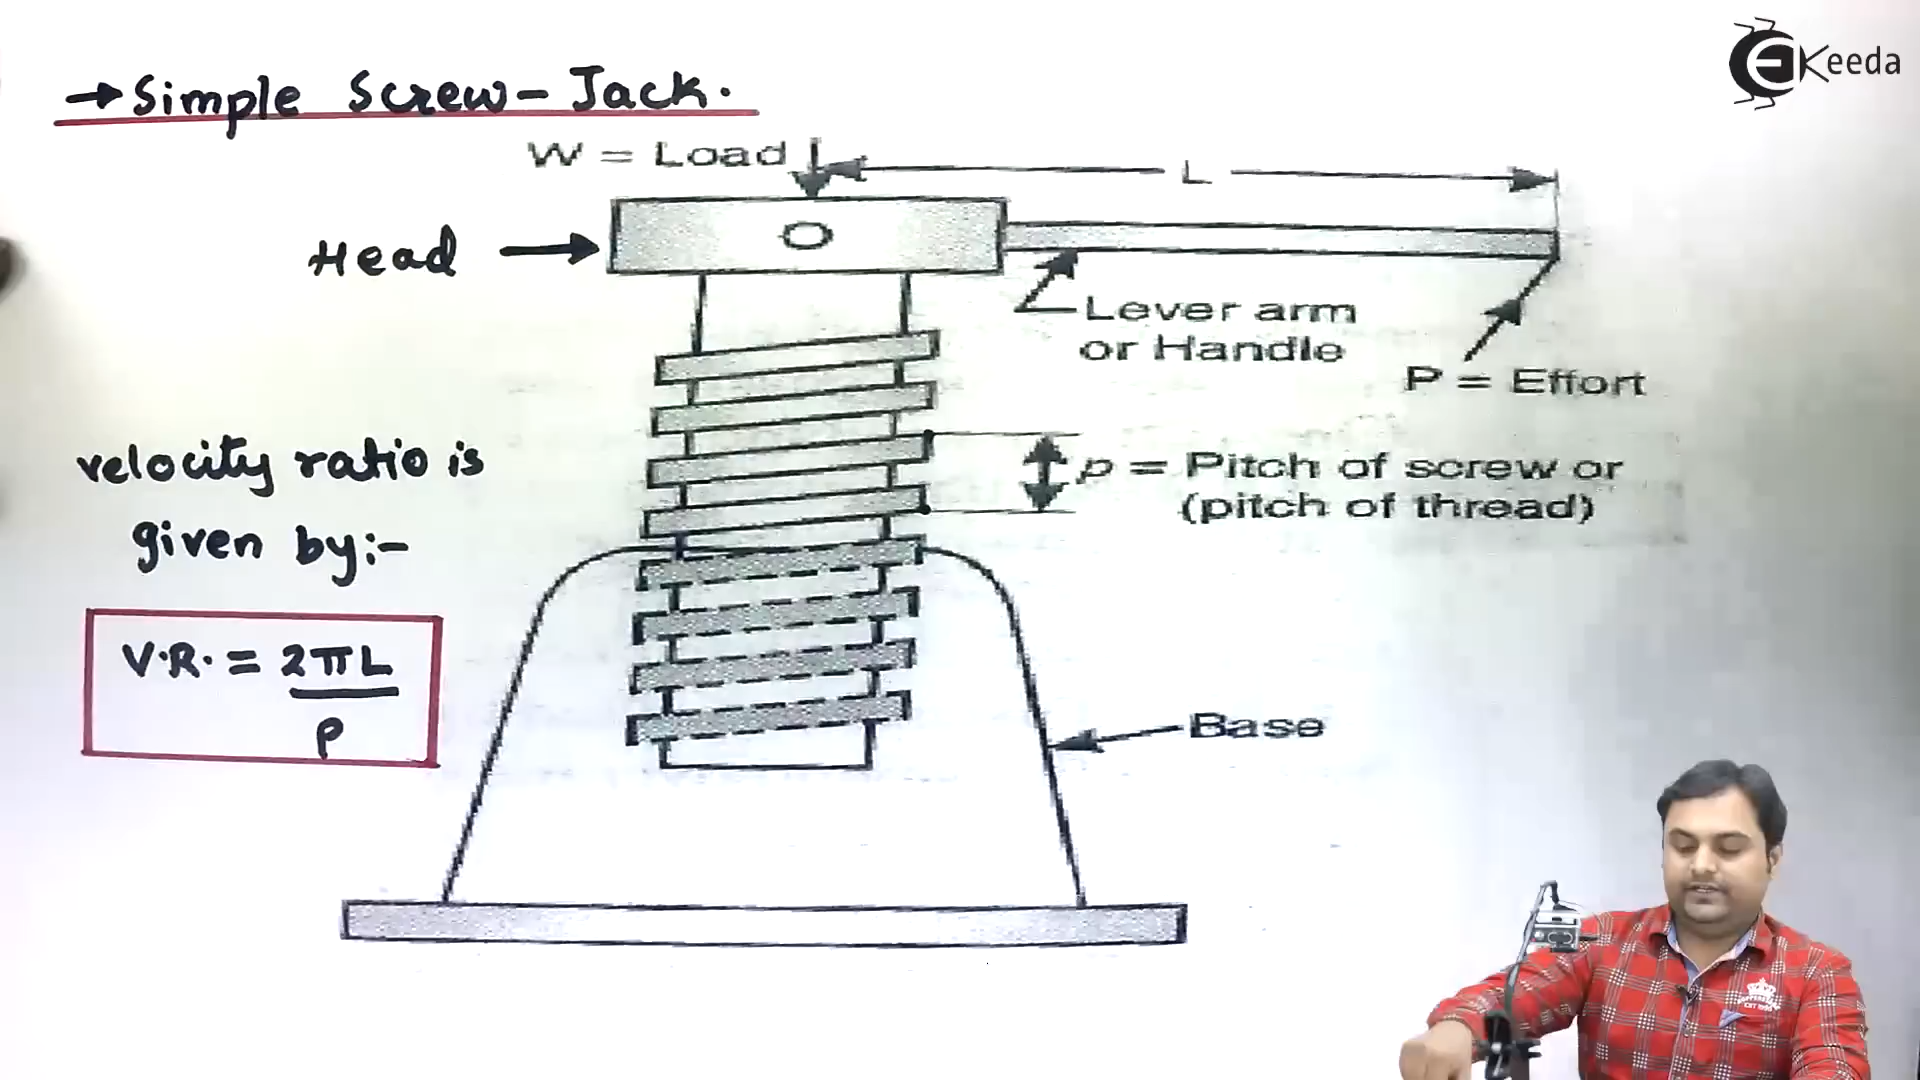 → Simple Screw-Jack.
EKeeda
W = Load
L
O
Head
Lever arm
or Handle
P = Effort
velocity ratio is
given by:-
p = Pitch of screw or
(pitch of thread)
V.R. = 2πL
p
Base